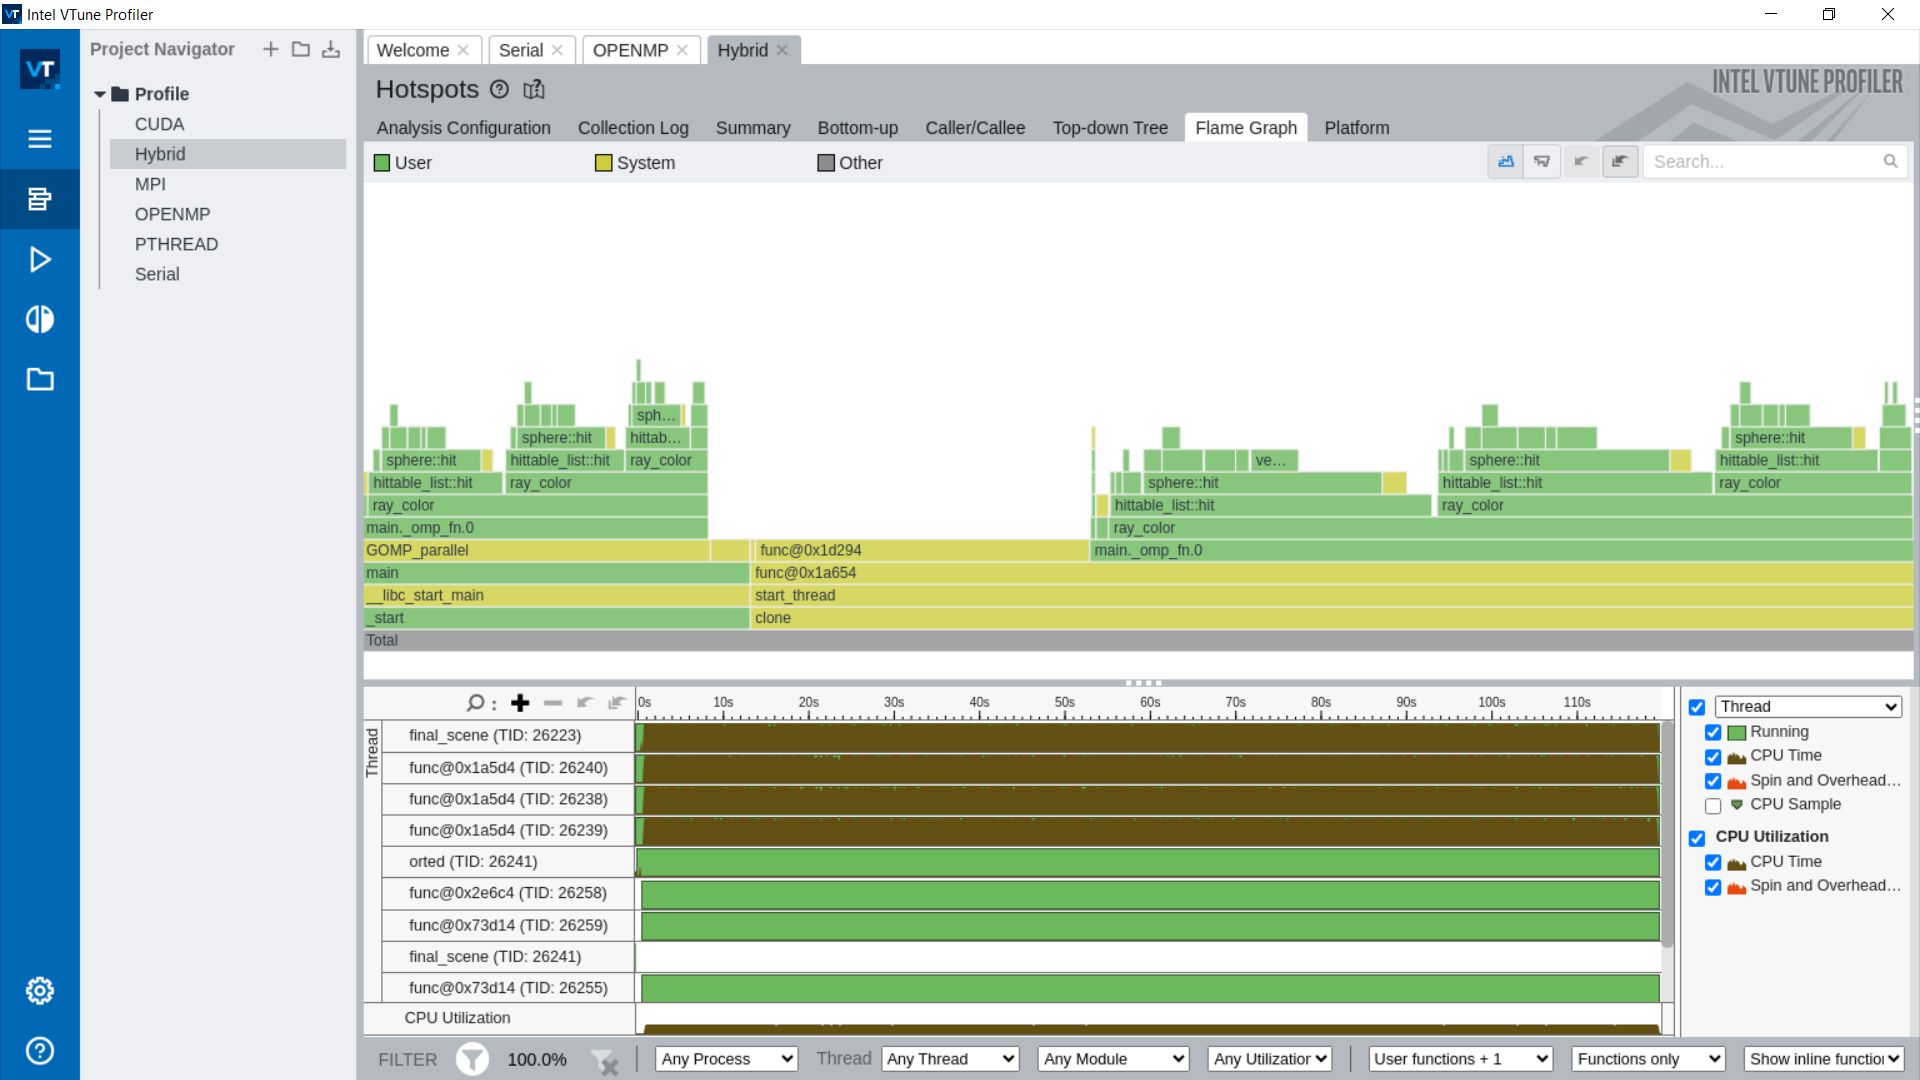 Intel VTune Profiler
VT
Project Navigator
Profile
CUDA
Hybrid
MPI
OPENMP
PTHREAD
Serial
Welcome
Serial
OPENMP
Hybrid
Hotspots
INTEL VTUNE PROFILER
Analysis Configuration
Collection Log
Summary
Bottom-up
Caller/Callee
Top-down Tree
Flame Graph
Platform
User
System
Other
Search...
sph...
sphere::hit
hittab...
sphere::hit
sphere::hit
hittable_list::hit
ray_color
ve...
sphere::hit
hittable_list::hit
hittable_list::hit
ray_color
sphere::hit
hittable_list::hit
ray_color
ray_color
hittable_list::hit
ray_color
main._omp_fn.0
ray_color
GOMP_parallel
func@0x1d294
main._omp_fn.0
main
func@0x1a654
__libc_start_main
start_thread
_start
clone
Total
0s 10s 20s 30s 40s 50s 60s 70s 80s 90s 100s 110s
Thread
final_scene (TID: 26223)
func@0x1a5d4 (TID: 26240)
func@0x1a5d4 (TID: 26238)
func@0x1a5d4 (TID: 26239)
orted (TID: 26241)
func@0x2e6c4 (TID: 26258)
func@0x73d14 (TID: 26259)
final_scene (TID: 26241)
func@0x73d14 (TID: 26255)
CPU Utilization
Thread
Running
CPU Time
Spin and Overhead...
CPU Sample
CPU Utilization
CPU Time
Spin and Overhead...
FILTER
100.0%
Any Process
Thread
Any Thread
Any Module
Any Utilization
User functions + 1
Functions only
Show inline function